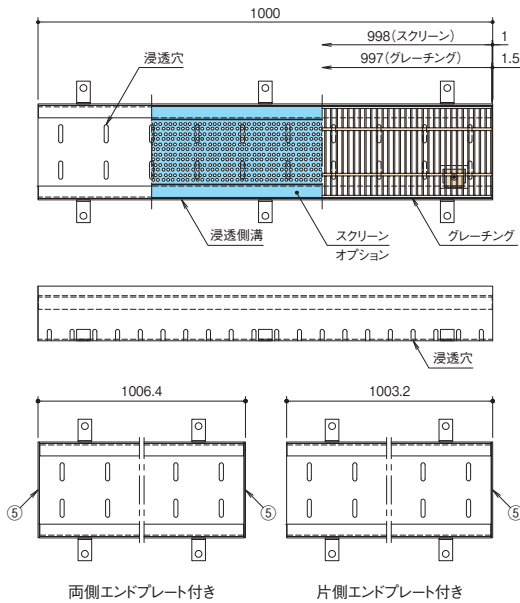 1000
998(スクリーン)
1
997(グレーチング)
1.5
浸透穴
浸透側溝
スクリーン
オプション
グレーチング
浸透穴
1006.4
1003.2
⑤
⑤
⑤
両側エンドプレート付き
片側エンドプレート付き